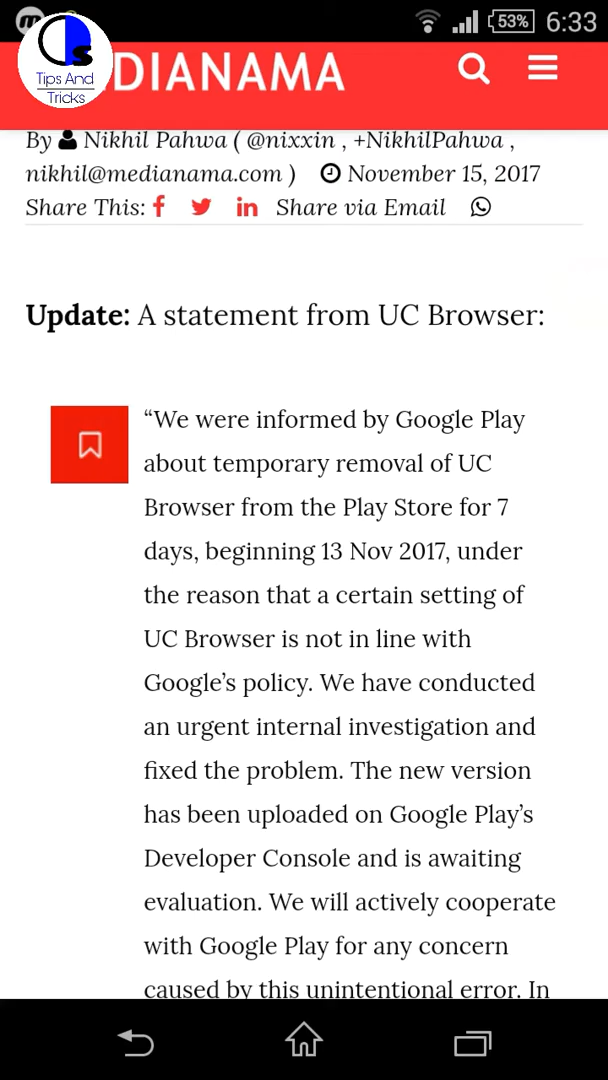 53% 6:33
Tips And
Tricks
DIANAMA
By Nikhil Pahwa ( @nixxin , +NikhilPahwa ,
nikhil@medianama.com ) November 15, 2017
Share This: Share via Email
Update: A statement from UC Browser:
“We were informed by Google Play
about temporary removal of UC
Browser from the Play Store for 7
days, beginning 13 Nov 2017, under
the reason that a certain setting of
UC Browser is not in line with
Google’s policy. We have conducted
an urgent internal investigation and
fixed the problem. The new version
has been uploaded on Google Play’s
Developer Console and is awaiting
evaluation. We will actively cooperate
with Google Play for any concern
caused by this unintentional error. In